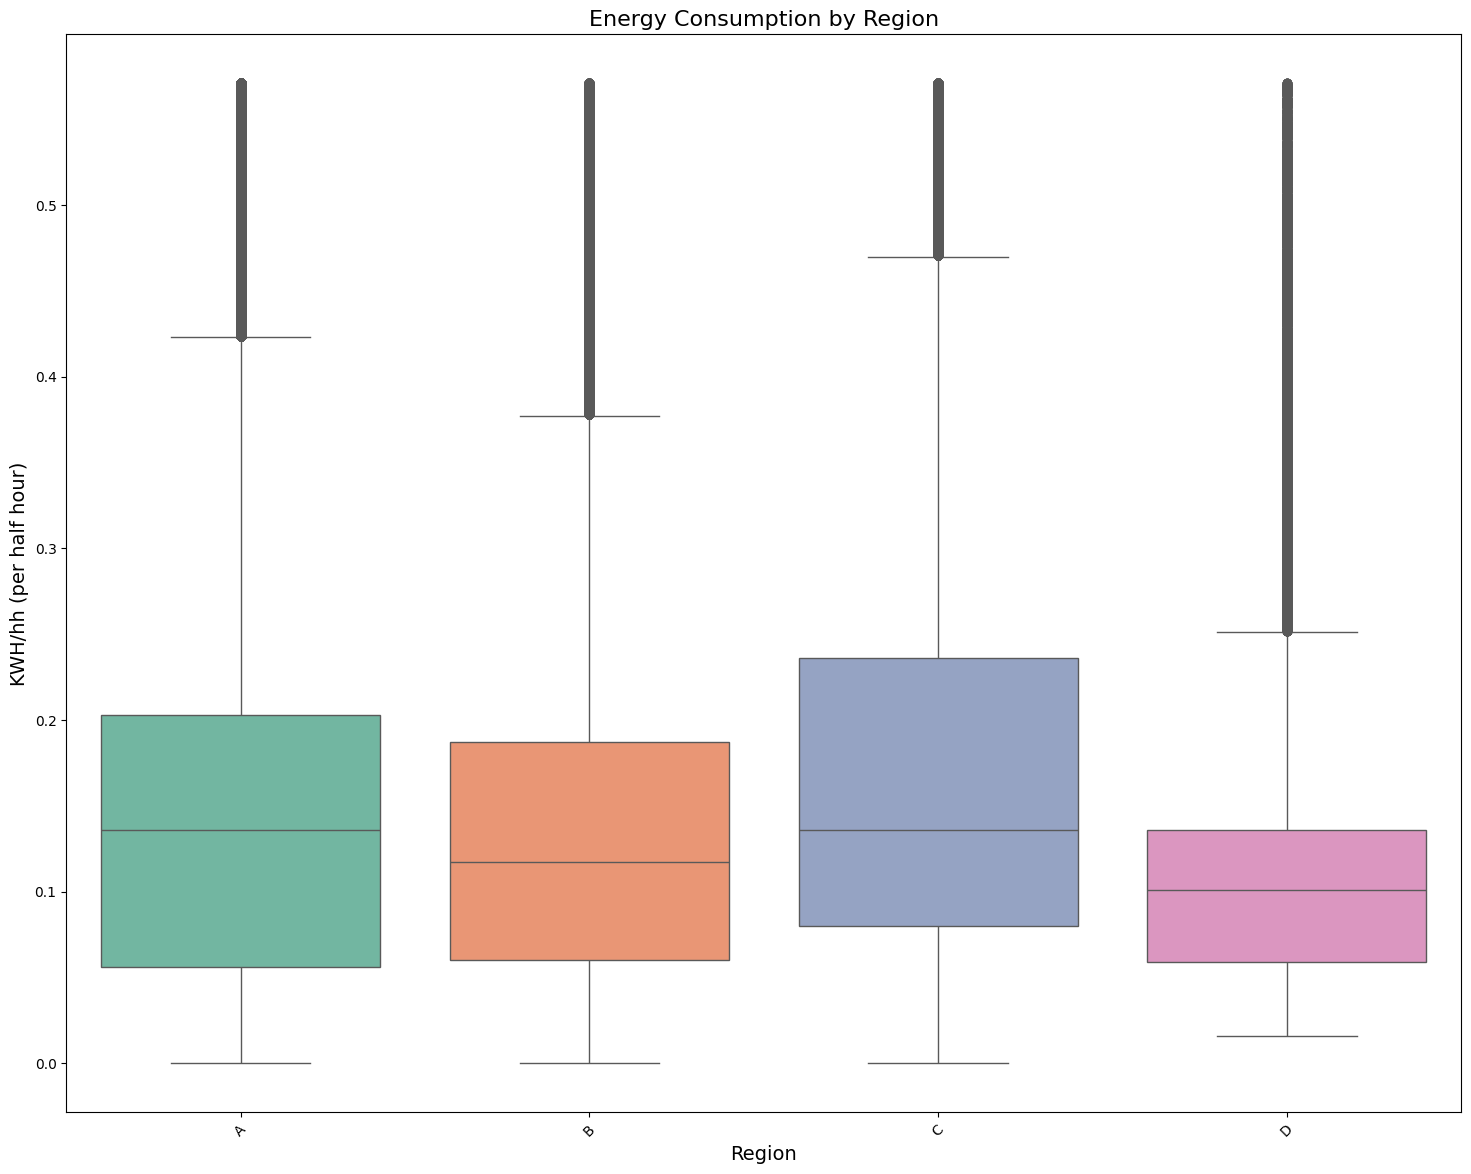 Energy Consumption by Region
KWH/hh (per half hour)
0.5
0.4
0.3
0.2
0.1
0.0
A
B
C
D
Region